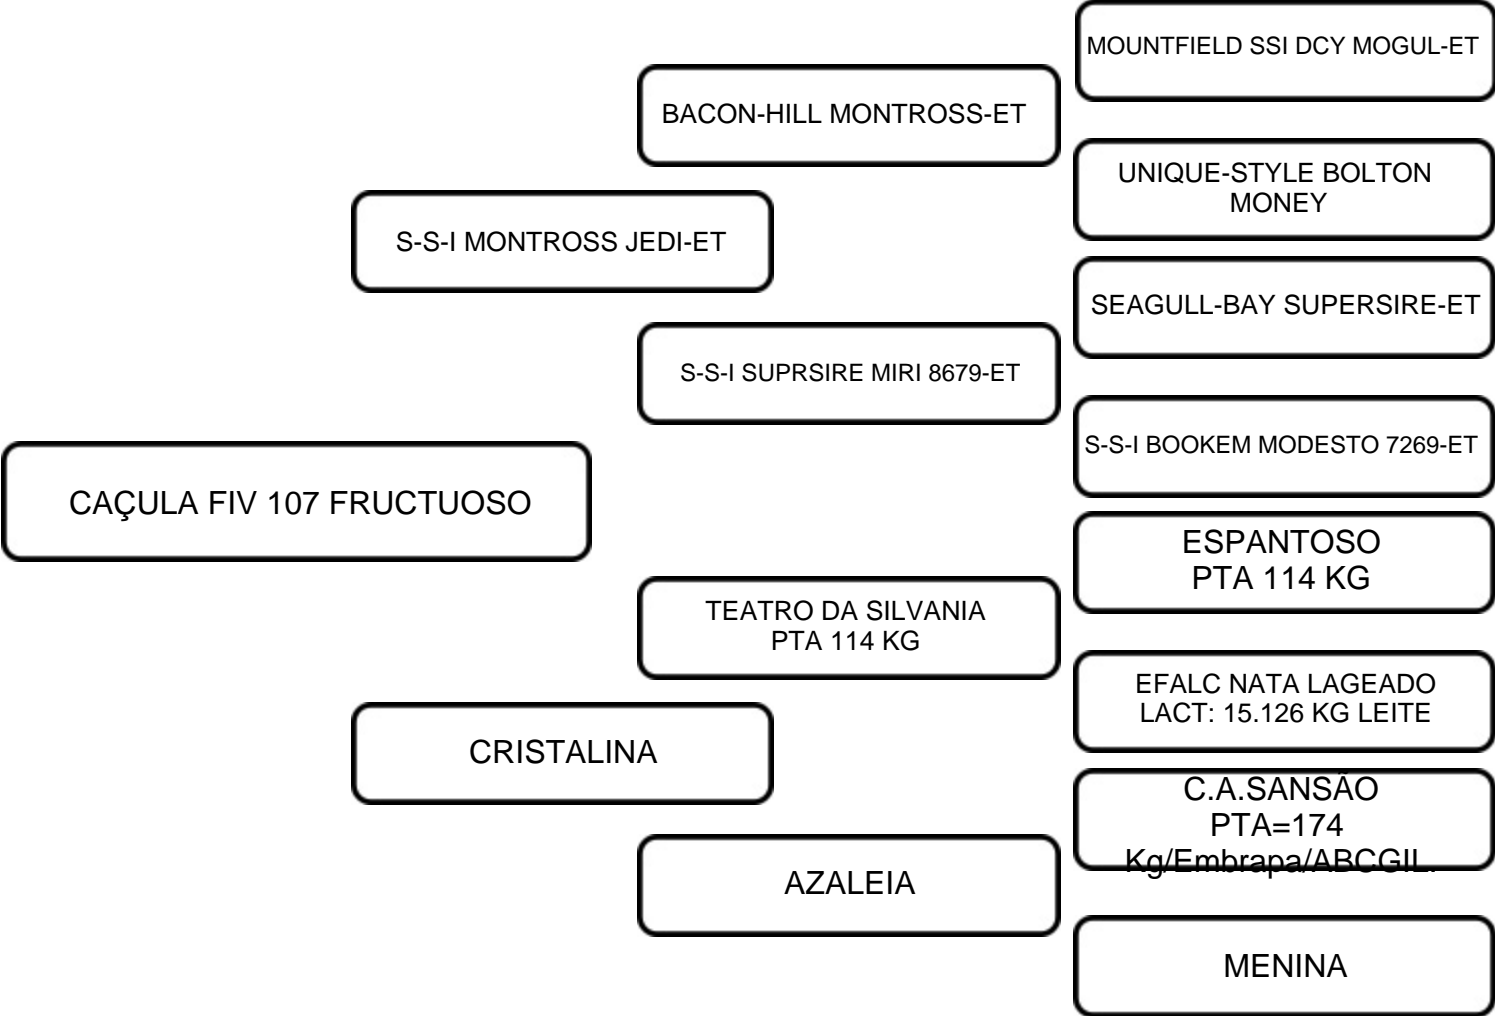 MOUNTFIELD SSI DCY MOGUL-ET
BACON-HILL MONTROSS-ET
UNIQUE-STYLE BOLTON
MONEY
S-S-I MONTROSS JEDI-ET
SEAGULL-BAY SUPERSIRE-ET
S-S-I SUPRSIRE MIRI 8679-ET
S-S-I BOOKEM MODESTO 7269-ET
CAÇULA FIV 107 FRUCTUOSO
ESPANTOSO
PTA 114 KG
TEATRO DA SILVANIA
PTA 114 KG
EFALC NATA LAGEADO
LACT: 15.126 KG LEITE
CRISTALINA
C.A.SANSÃO
PTA=174
Kg/Embrapa/ABCGIL.
AZALEIA
MENINA